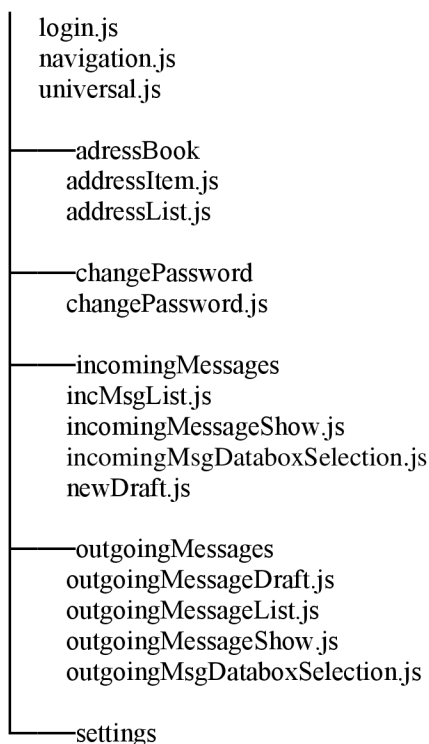 login.js
navigation.js
universal.js
adressBook
addressItem.js
addressList.js
changePassword
changePassword.js
incomingMessages
incMsgList.js
incomingMessageShow.js
incomingMsgDataboxSelection.js
newDraft.js
outgoingMessages
outgoingMessageDraft.js
outgoingMessageList.js
outgoingMessageShow.js
outgoingMsgDataboxSelection.js
settings